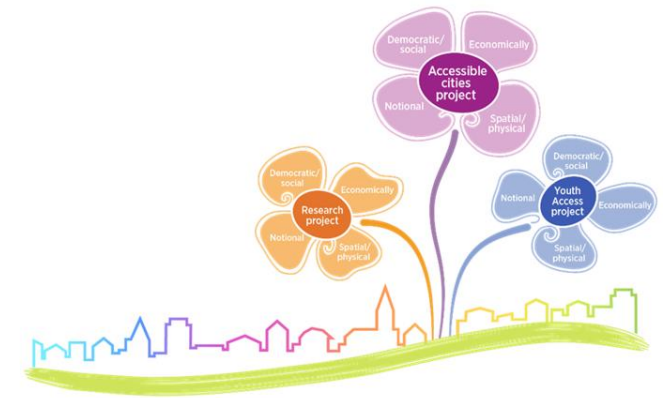 Democratic/
social
Economically
Accessible
cities
project
Notional
Spatial/
physical
Democratic/
social
Economically
Research
project
Notional
Spatial/
physical
Democratic/
social
Notional
Youth
Access
project
Economically
Spatial/
physical